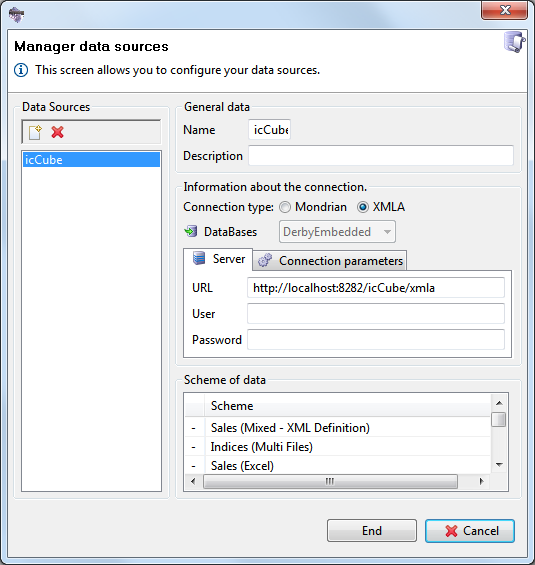 Manager data sources
This screen allows you to configure your data sources.
Data Sources
icCube
General data
Name icCube
Description
Information about the connection.
Connection type: Mondrian XMLA
DataBases DerbyEmbedded
Server Connection parameters
URL http://localhost:8282/icCube/xmla
User
Password
Scheme of data
Scheme
- Sales (Mixed - XML Definition)
- Indices (Multi Files)
- Sales (Excel)
End Cancel